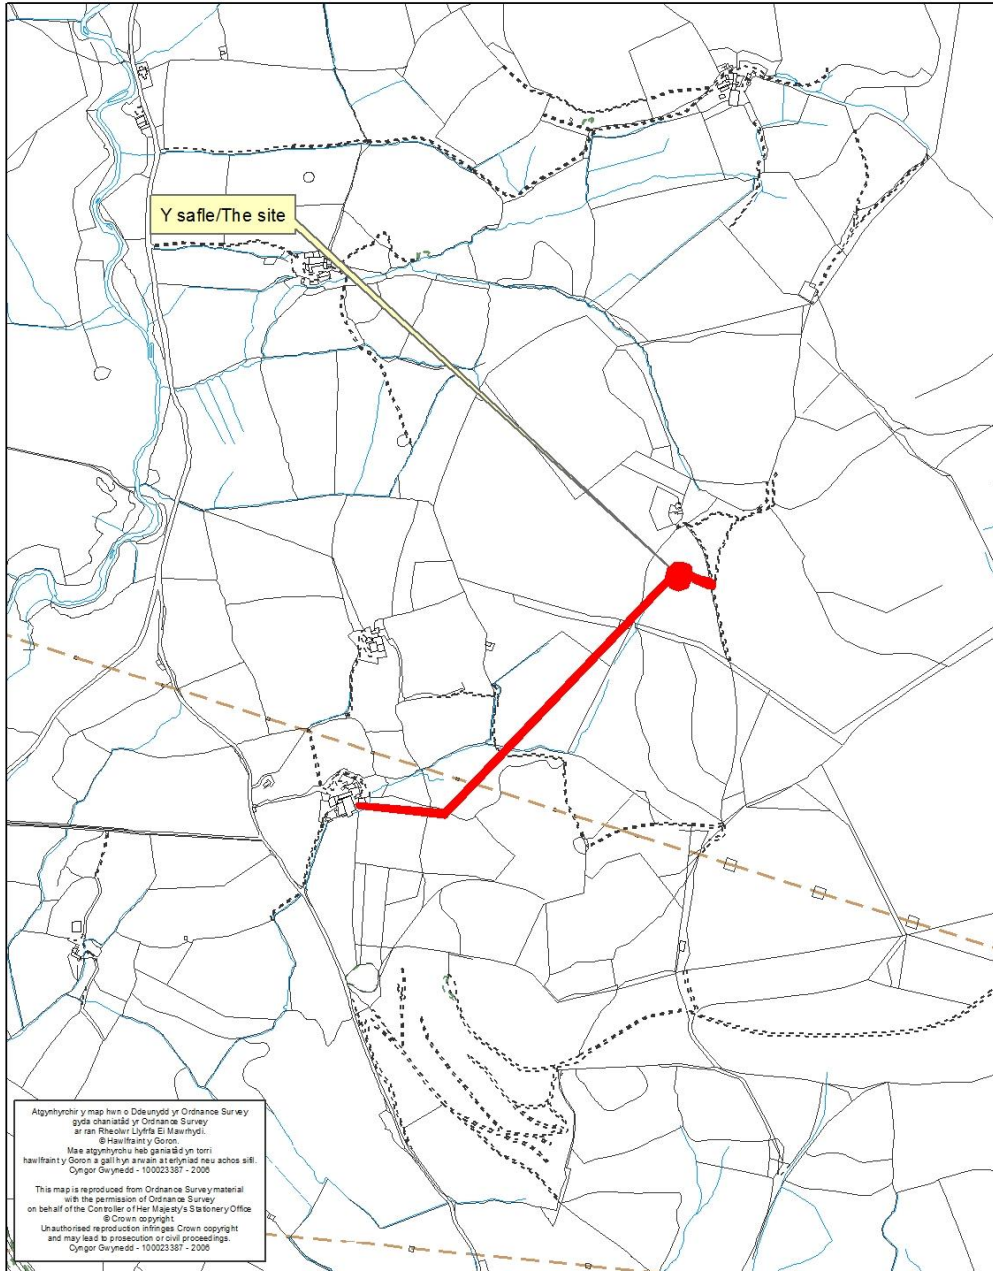 Y safle/The site
Atgynhyrchir y map hwn o Ddeunydd yr Ordnance Survey
gyda chaniatâd yr Ordnance Survey
ar ran Rheolwr Llyfrfa Ei Mawrhydi.
© Hawlfraint y Goron.
Mae atgynhyrchu heb ganiatâd yn torri
hawlfraint y Goron a gall hyn arwain at erlyniad neu achos sifil.
Cyngor Gwynedd - 100023387 - 2006
This map is reproduced from Ordnance Survey material
with the permission of Ordnance Survey
on behalf of the Controller of Her Majesty's Stationery Office
© Crown copyright.
Unauthorised reproduction infringes Crown copyright
and may lead to prosecution or civil proceedings.
Cyngor Gwynedd - 100023387 - 2006